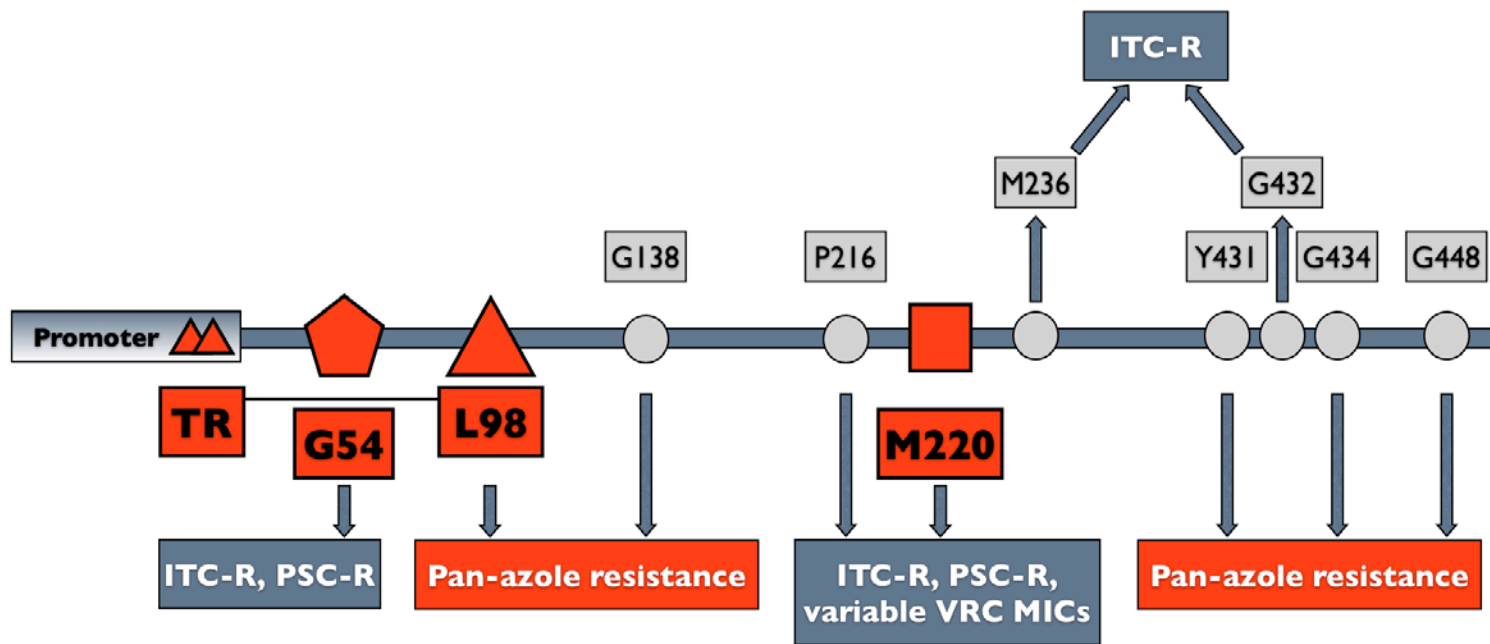 ITC-R
M236
G432
G138
P216
Y431
G434
G448
Promoter
TR
G54
L98
M220
ITC-R, PSC-R
Pan-azole resistance
ITC-R, PSC-R,
variable VRC MICs
Pan-azole resistance